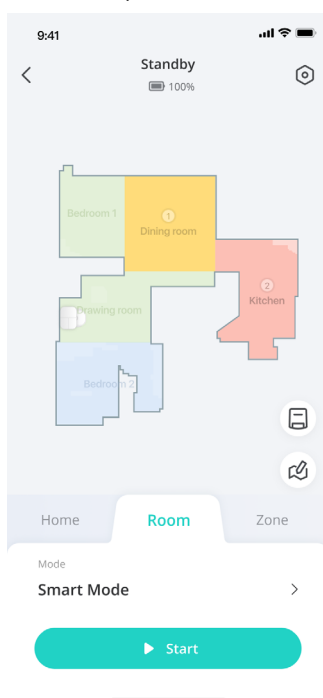 9:41
Standby
100%
Bedroom 1
1
Dining room
2
Kitchen
Drawing room
Bedroom 2
Home
Room
Zone
Mode
Smart Mode
Start